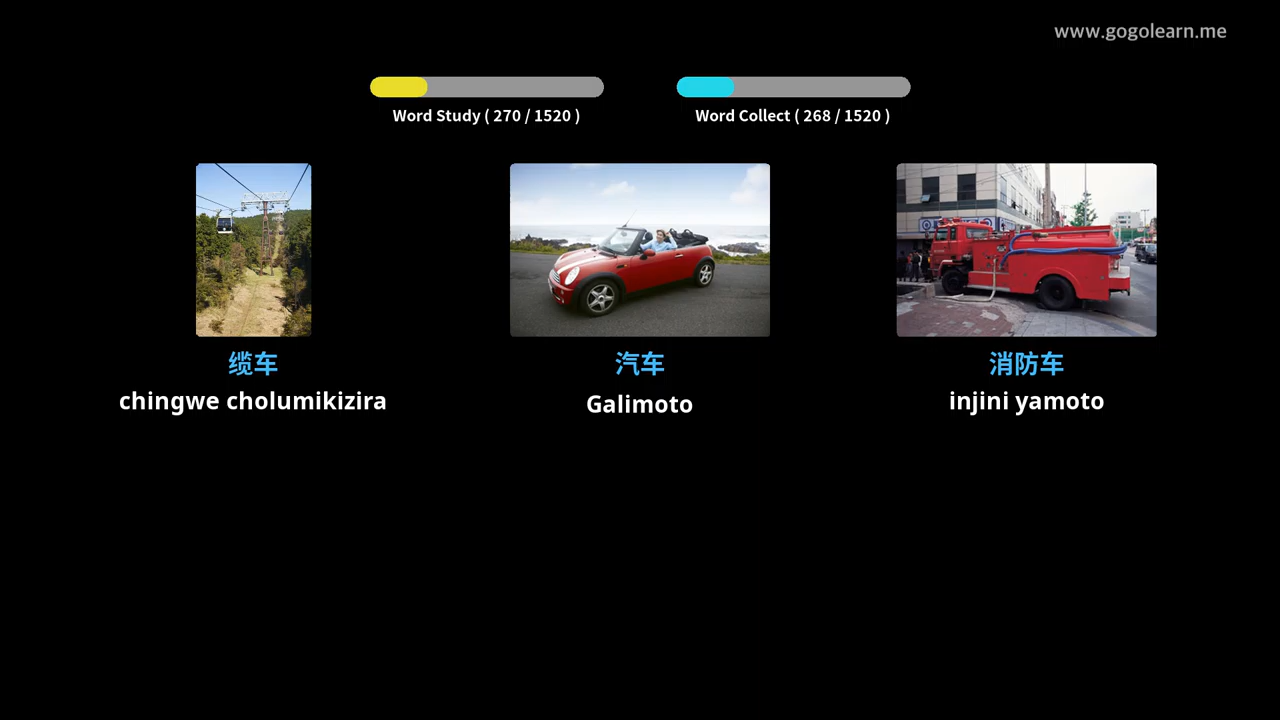 www.gogolearn.me
Word Study ( 270 / 1520 )
Word Collect ( 268 / 1520 )
缆车
汽车
消防车
chingwe cholumikizira
Galimoto
injini yamoto